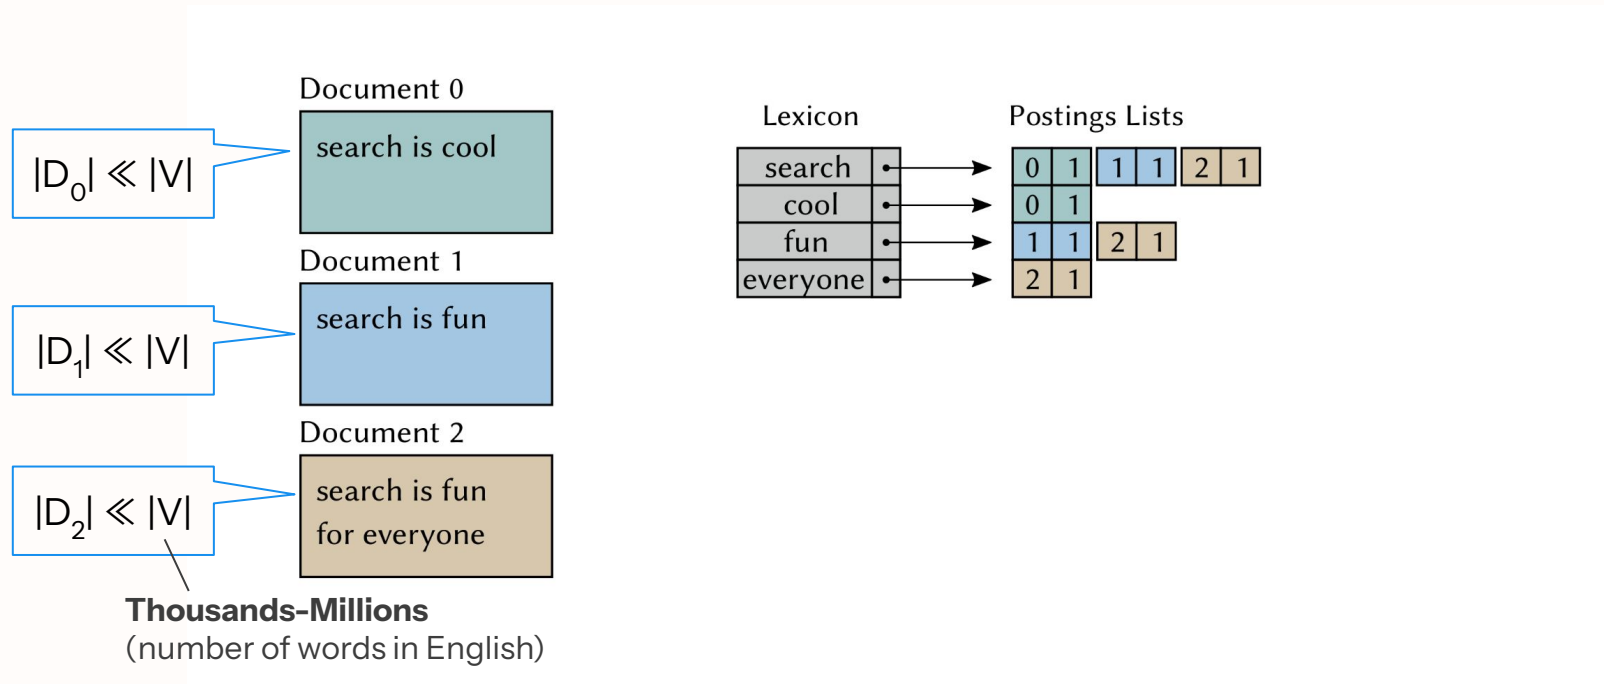 Document 0
search is cool
|D₀| ≪ |V|
Document 1
search is fun
|D₁| ≪ |V|
Document 2
search is fun
for everyone
|D₂| ≪ |V|
Thousands-Millions
(number of words in English)
Lexicon
Postings Lists
search 0 1 1 1 2 1
cool 0 1
fun 1 1 2 1
everyone 2 1